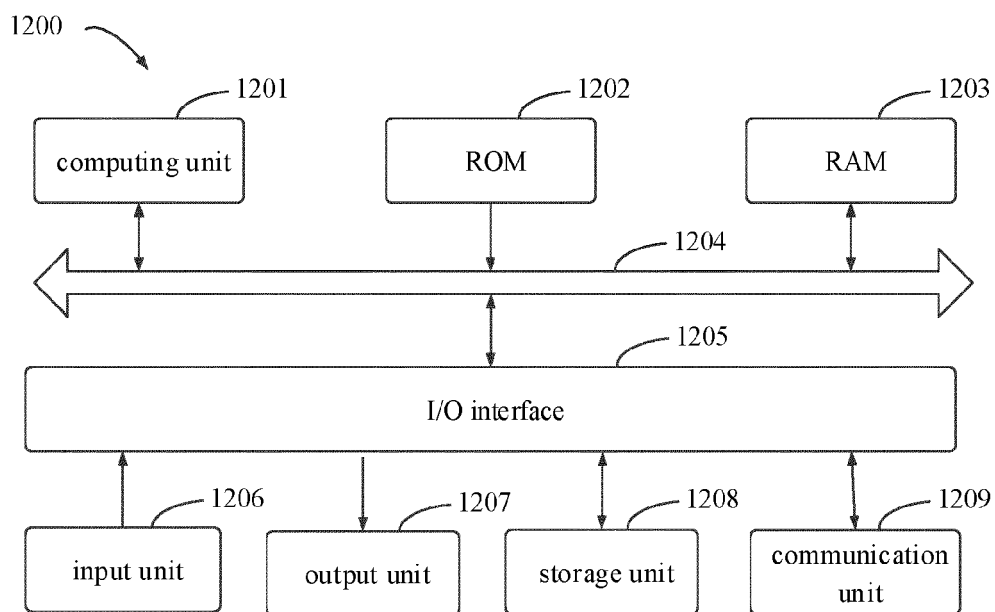 1200
1201
1202
1203
computing unit
ROM
RAM
1204
1205
I/O interface
1206
1207
1208
1209
input unit
output unit
storage unit
communication
unit